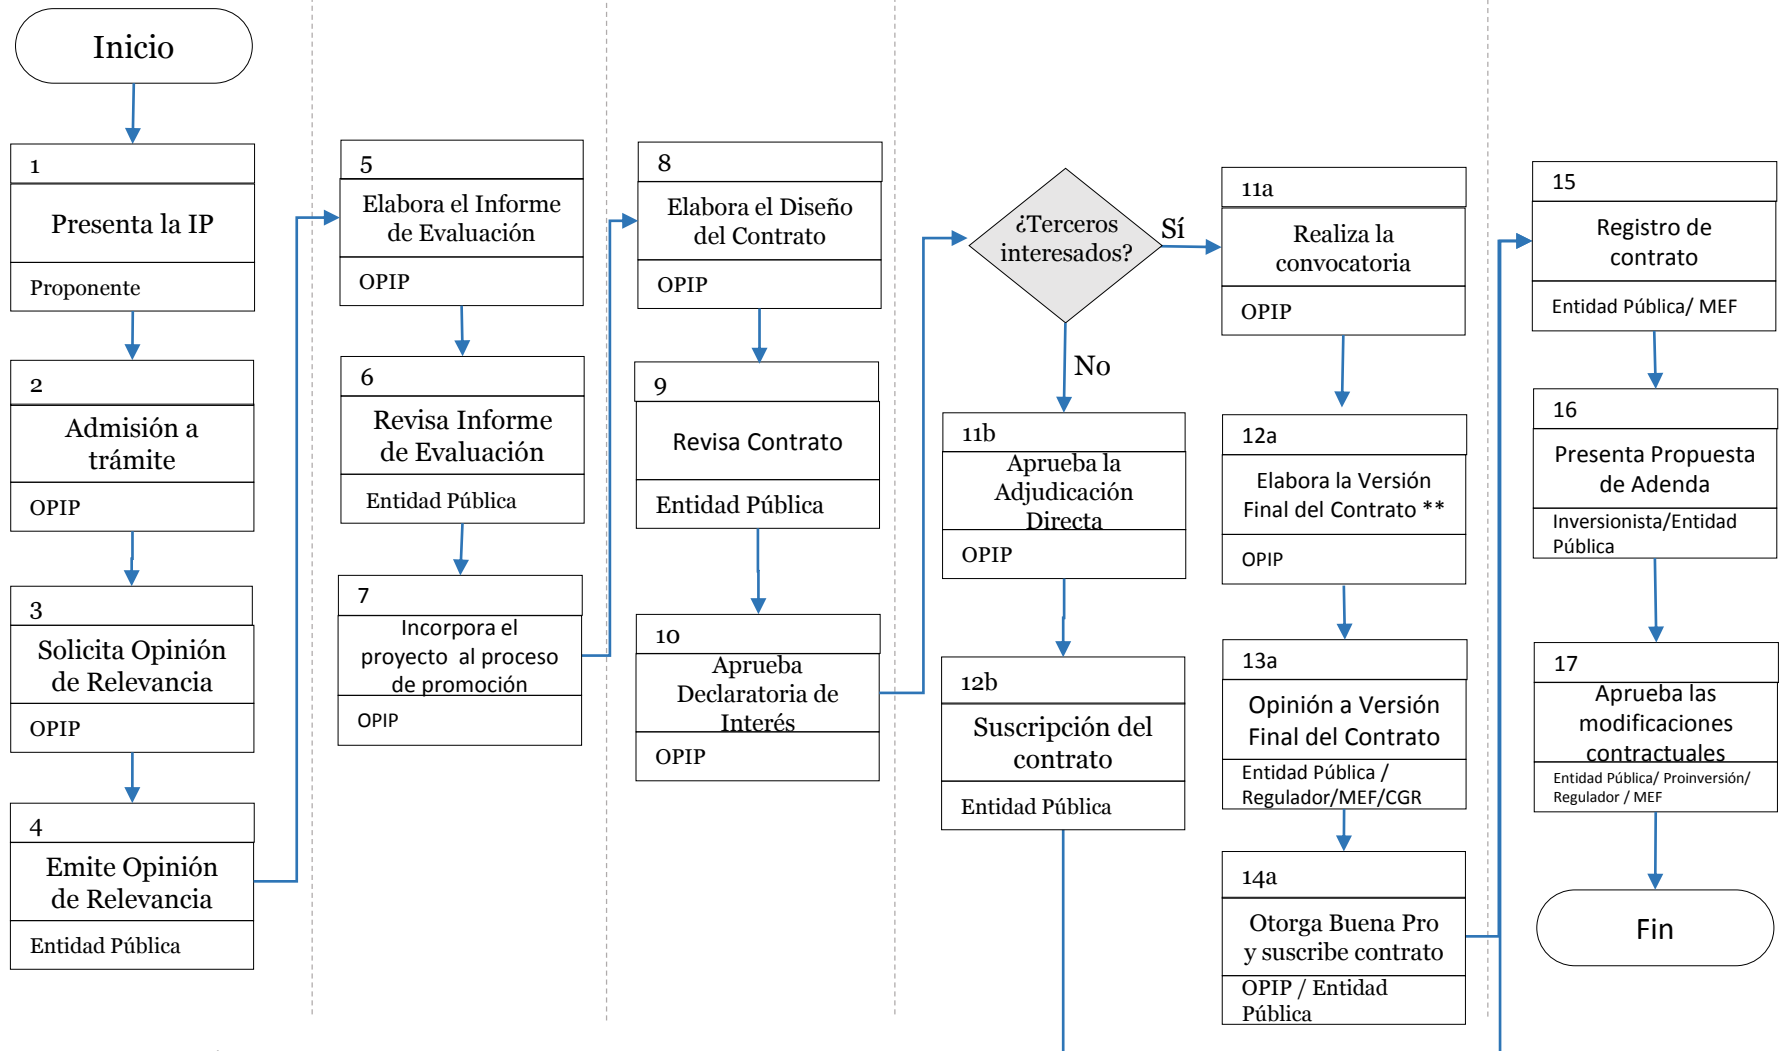 Inicio
1
Presenta la IP
Proponente
2
Admisión a
trámite
OPIP
3
Solicita Opinión
de Relevancia
OPIP
4
Emite Opinión
de Relevancia
Entidad Pública
5
Elabora el Informe
de Evaluación
OPIP
6
Revisa Informe
de Evaluación
Entidad Pública
7
Incorpora el
proyecto al proceso
de promoción
OPIP
8
Elabora el Diseño
del Contrato
OPIP
9
Revisa Contrato
Entidad Pública
10
Aprueba
Declaratoria de
Interés
OPIP
¿Terceros
interesados?
Sí
No
11b
Aprueba la
Adjudicación
Directa
OPIP
12b
Suscripción del
contrato
Entidad Pública
11a
Realiza la
convocatoria
OPIP
12a
Elabora la Versión
Final del Contrato **
OPIP
13a
Opinión a Versión
Final del Contrato
Entidad Pública /
Regulador/MEF/CGR
14a
Otorga Buena Pro
y suscribe contrato
OPIP / Entidad
Pública
15
Registro de
contrato
Entidad Pública/ MEF
16
Presenta Propuesta
de Adenda
Inversionista/Entidad
Pública
17
Aprueba las
modificaciones
contractuales
Entidad Pública/ Proinversión/
Regulador / MEF
Fin